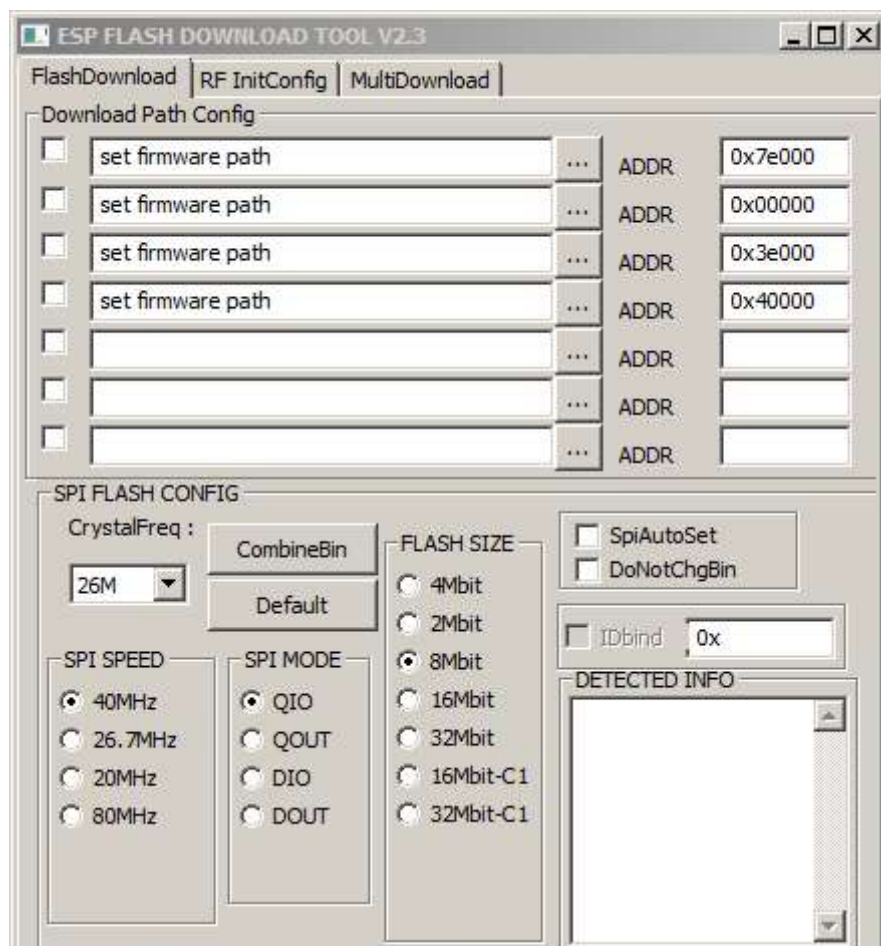 ESP FLASH DOWNLOAD TOOL V2.3
FlashDownload RF InitConfig MultiDownload
Download Path Config
set firmware path ... ADDR 0x7e000
set firmware path ... ADDR 0x00000
set firmware path ... ADDR 0x3e000
set firmware path ... ADDR 0x40000
... ADDR
... ADDR
... ADDR
SPI FLASH CONFIG
CrystalFreq :
26M
CombineBin
Default
SPI SPEED
40MHz
26.7MHz
20MHz
80MHz
SPI MODE
QIO
QOUT
DIO
DOUT
FLASH SIZE
4Mbit
2Mbit
8Mbit
16Mbit
32Mbit
16Mbit-C1
32Mbit-C1
SpiAutoSet
DoNotChgBin
IDbind 0x
DETECTED INFO